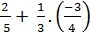 2/5 + 1/3 . (-3/4)